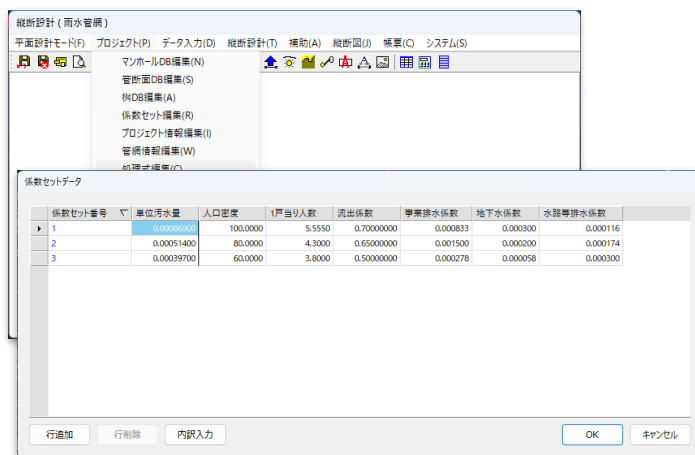 縦断設計 ( 雨水管網 )
平面設計モード(F) プロジェクト(P) データ入力(D) 縦断設計(T) 補助(A) 縦断図(J) 帳票(C) システム(S)
マンホールDB編集(N)
管断面DB編集(S)
桝DB編集(A)
係数セット編集(R)
プロジェクト情報編集(I)
管網情報編集(W)
処理式編集(C)
係数セットデータ
係数セット番号 単位汚水量 人口密度 1戸当り人数 流出係数 事業排水係数 地下水係数 水路等排水係数
1 0.00086900 100.0000 5.5550 0.70000000 0.000833 0.000300 0.000116
2 0.00051400 80.0000 4.3000 0.65000000 0.001500 0.000200 0.000174
3 0.00039700 60.0000 3.8000 0.50000000 0.000278 0.000058 0.000300
行追加 行削除 内訳入力 OK キャンセル